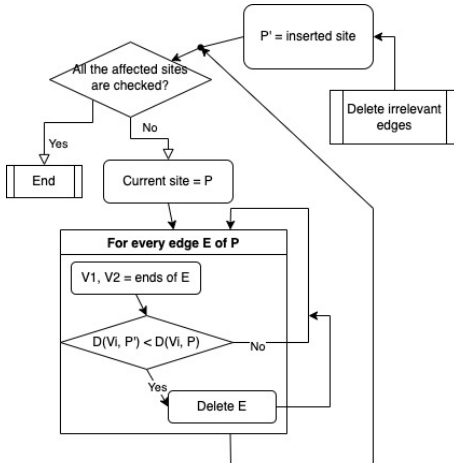 P' = inserted site
All the affected sites
are checked?
Delete irrelevant
edges
No
Yes
End
Current site = P
For every edge E of P
V1, V2 = ends of E
D(Vi, P') < D(Vi, P)
No
Yes
Delete E